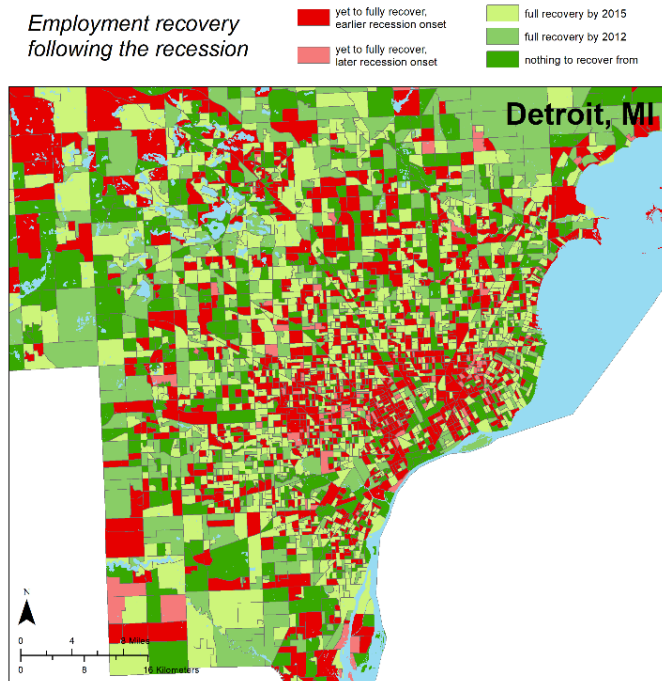 Employment recovery
following the recession
yet to fully recover,
earlier recession onset
yet to fully recover,
later recession onset
full recovery by 2015
full recovery by 2012
nothing to recover from
Detroit, MI
N
0 4 8 Miles
0 8 16 Kilometers